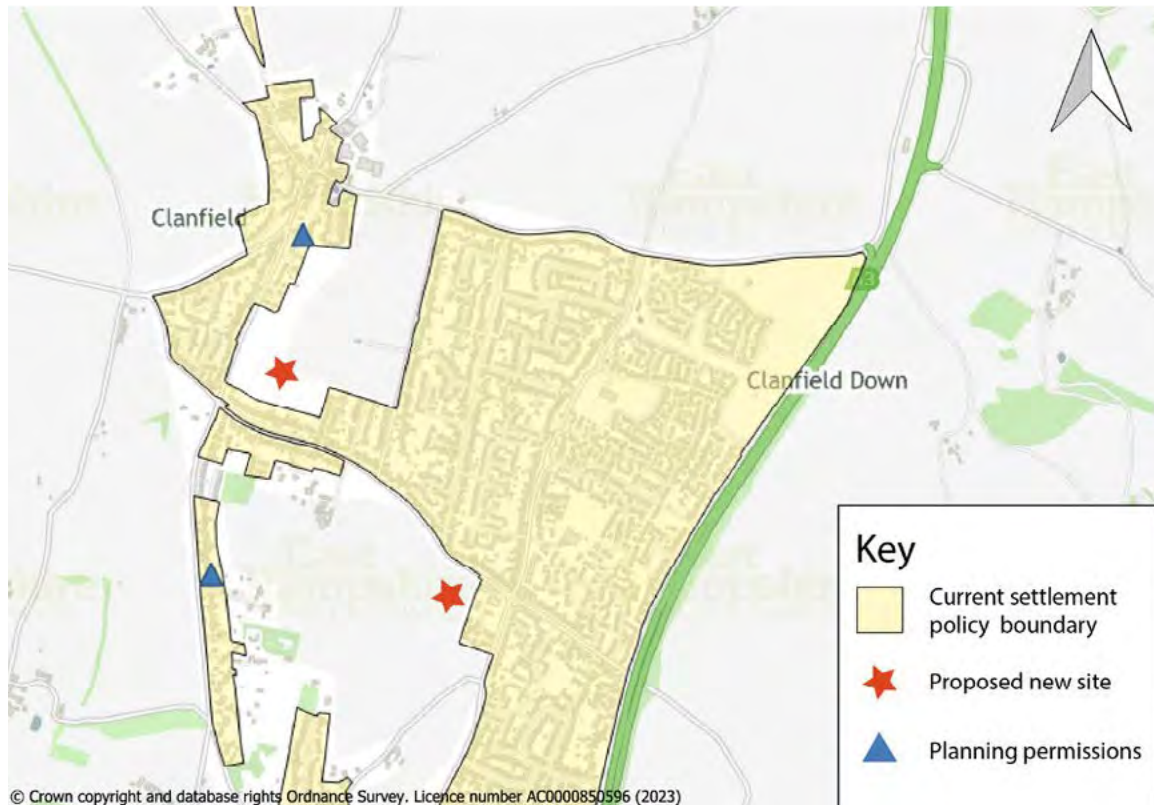 Clanfield
A3
Clanfield Down
Key
Current settlement
policy boundary
Proposed new site
Planning permissions
© Crown copyright and database rights Ordnance Survey. Licence number AC0000850596 (2023)